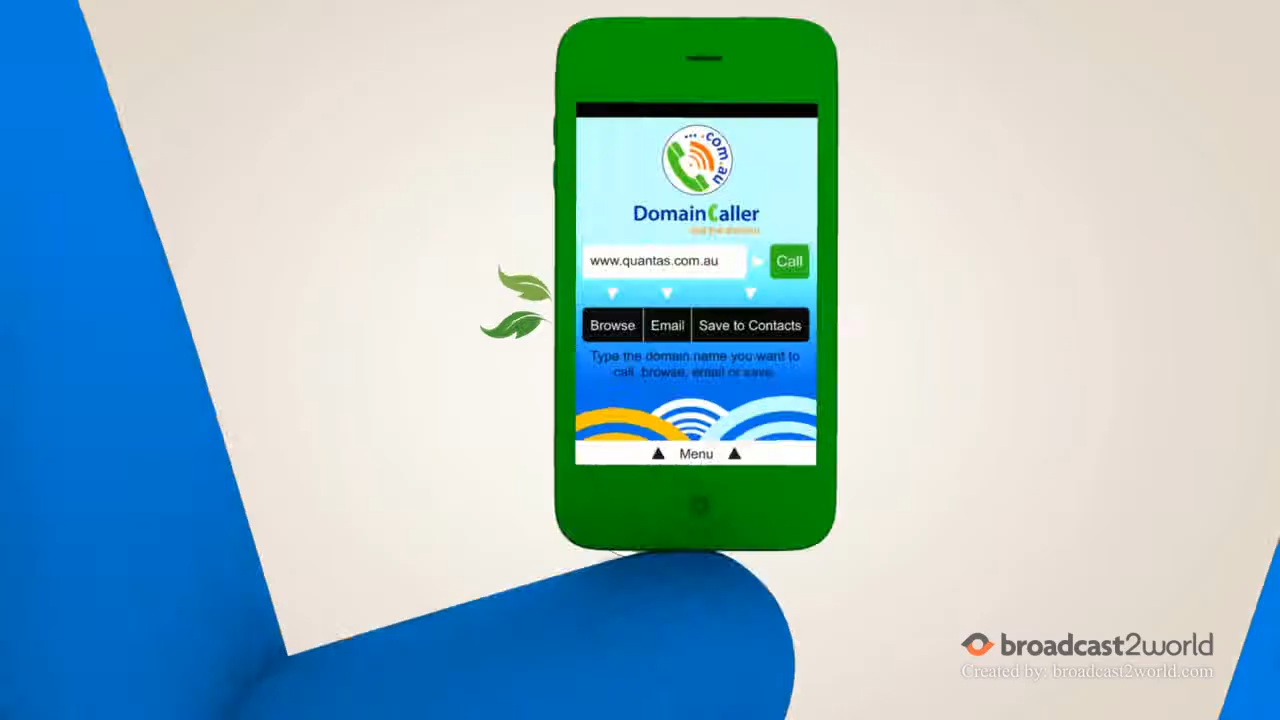 ... .com.au
DomainCaller
www.quantas.com.au
Call
Browse
Email
Save to Contacts
Type the domain name you want to
call, browse, email or save.
Menu
broadcast2world
Created by: broadcast2world.com